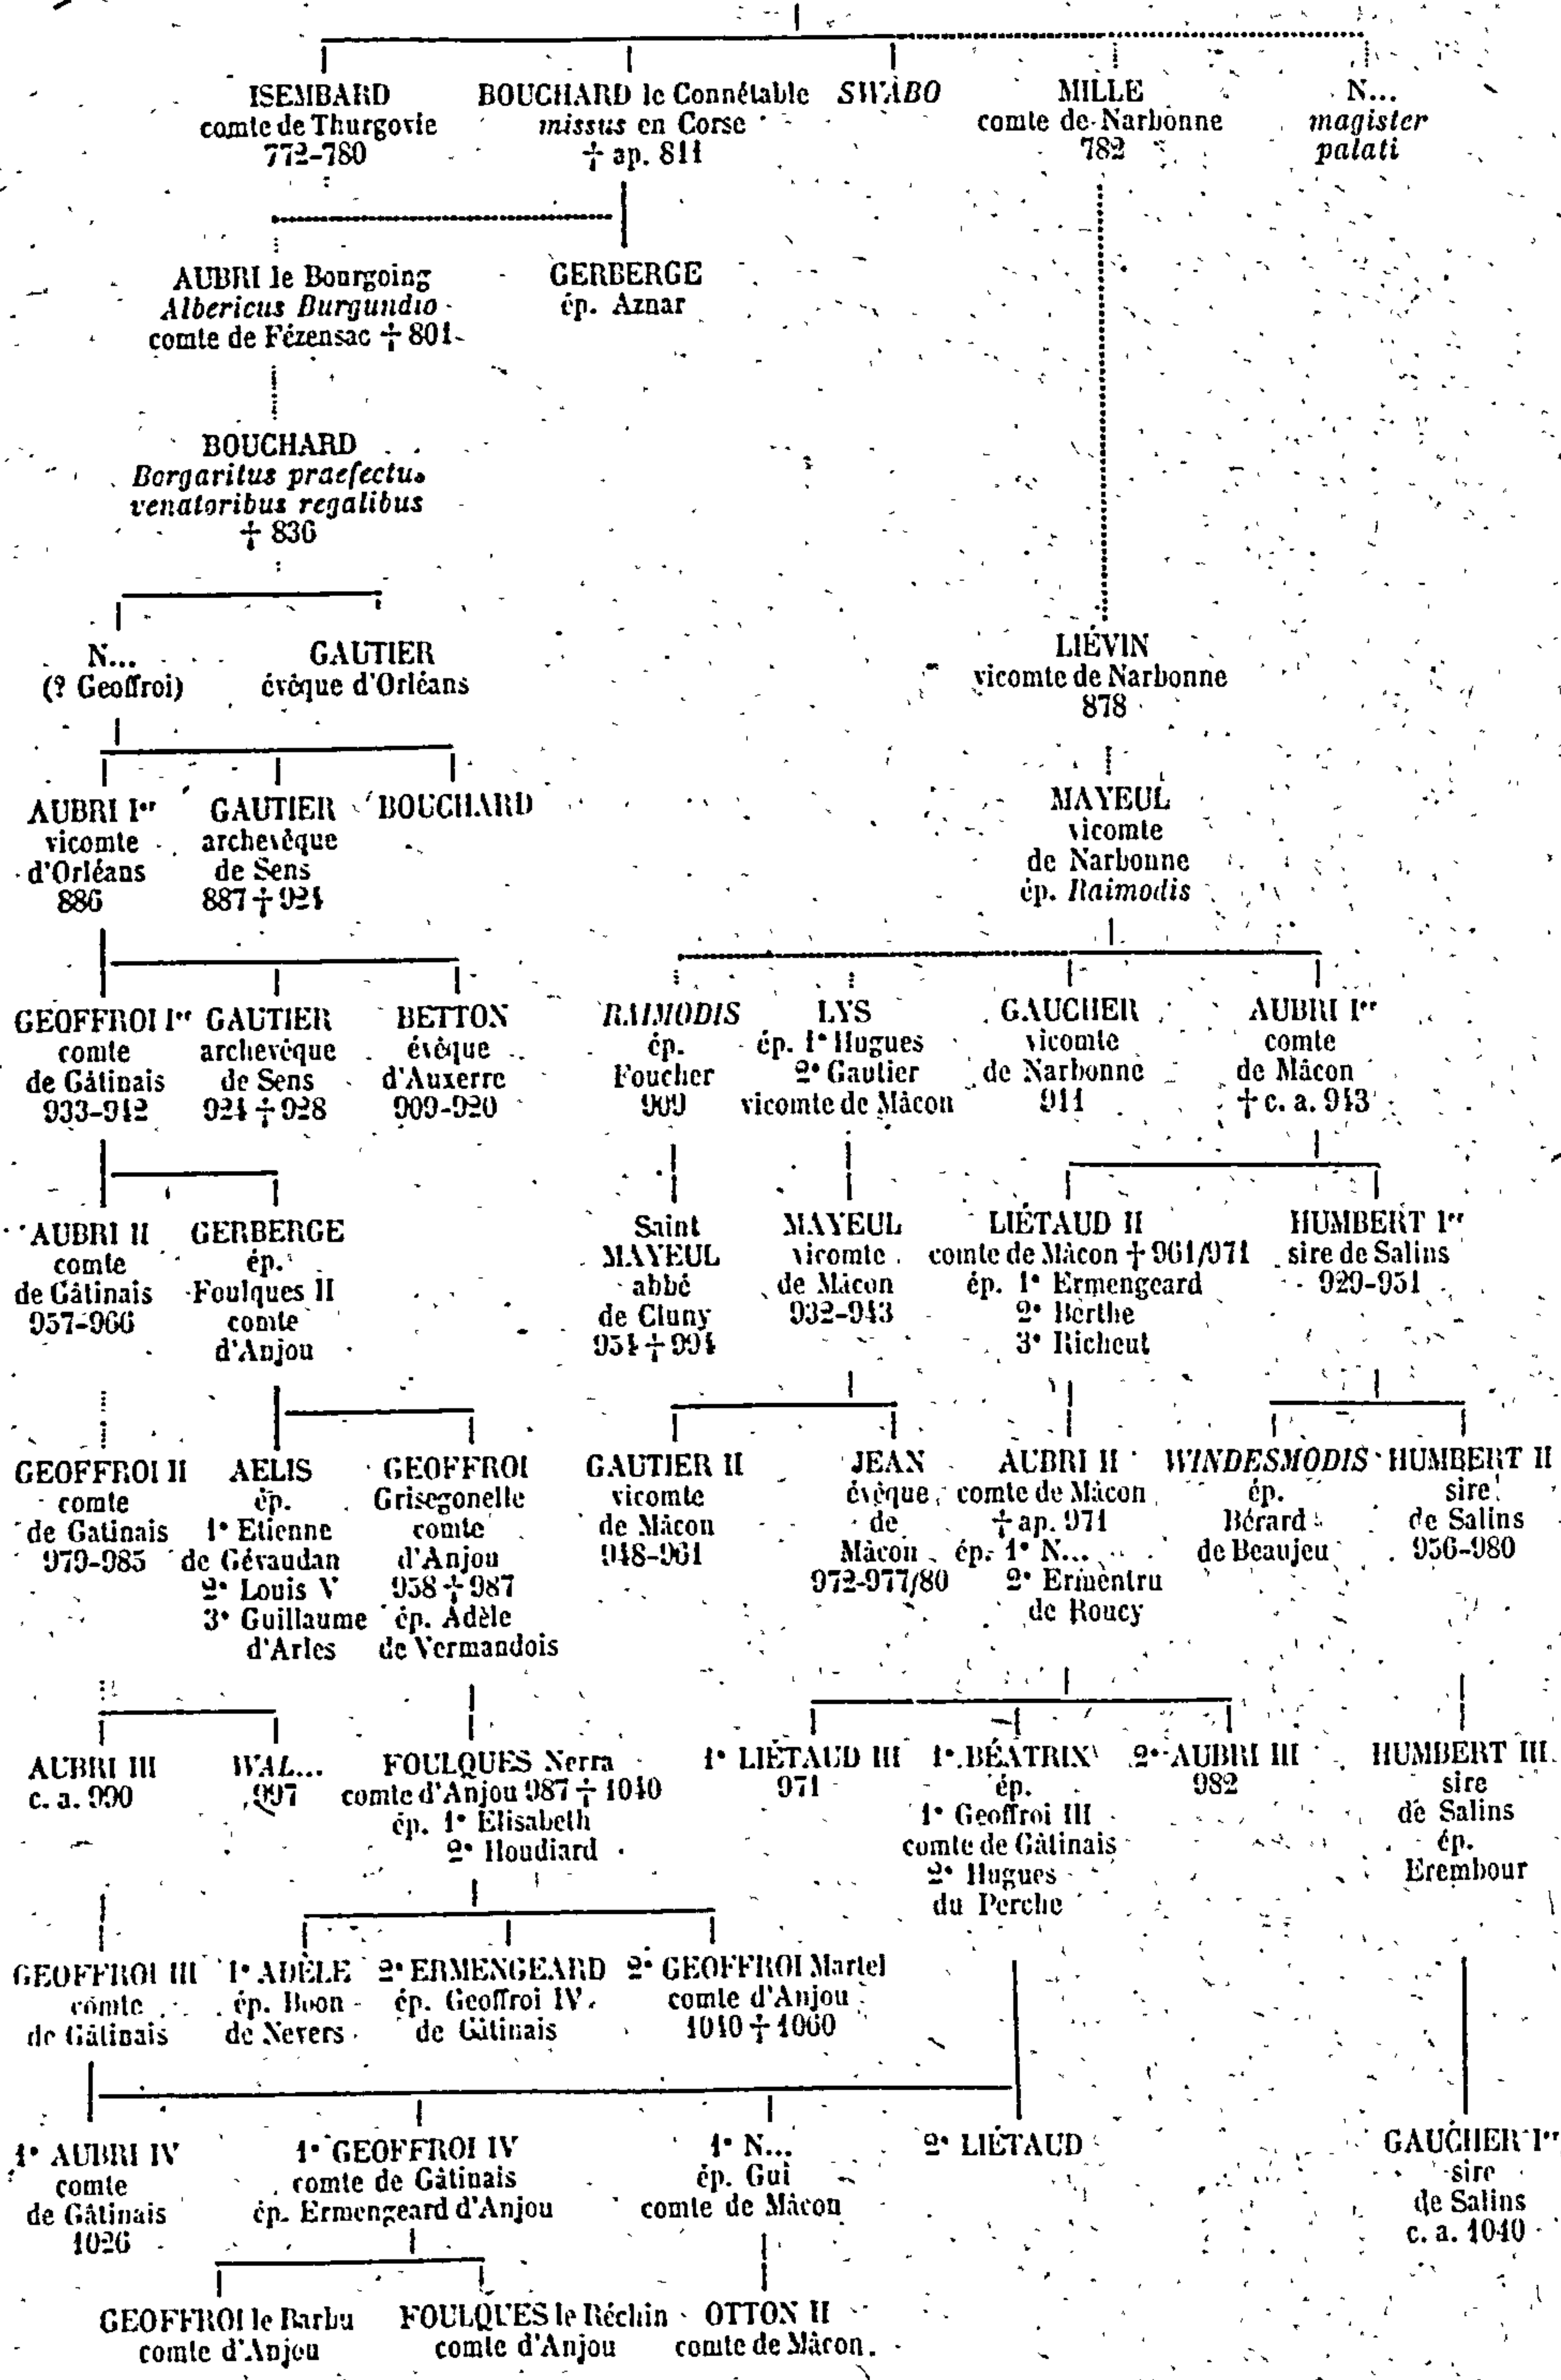 ISEMBARD
comte de Thurgovie
772-780
BOUCHARD le Connétable
missus en Corse
† ap. 811
SWABO
MILLE
comte de Narbonne
782
N...
magister
palati
AUBRI le Bourgoing
Albericus Burgundio
comte de Fézensac † 801
GERBERGE
ép. Aznar
BOUCHARD
Borgaritus praefectus
venatoribus regalibus
† 836
N...
(? Geoffroi)
GAUTIER
évêque d'Orléans
LIÉVIN
vicomte de Narbonne
878
AUBRI Ier
vicomte
d'Orléans
886
GAUTIER
archevêque
de Sens
887 † 924
BOUCHARD
MAYEUL
vicomte
de Narbonne
ép. Raimodis
GEOFFROI Ier
comte
de Gâtinais
933-942
GAUTIER
archevêque
de Sens
924 † 928
BETTON
évêque
d'Auxerre
909-920
RAIMODIS
ép.
Foucher
909
LYS
ép. 1° Hugues
2° Gautier
vicomte de Mâcon
GAUCHER
vicomte
de Narbonne
911
AUBRI Ier
comte
de Mâcon
† c. a. 943
AUBRI II
comte
de Gâtinais
957-966
GERBERGE
ép.
Foulques II
comte
d'Anjou
Saint
MAYEUL
abbé
de Cluny
954 † 994
MAYEUL
vicomte
de Mâcon
932-943
LIÉTAUD II
comte de Mâcon † 961/971
ép. 1° Ermengeard
2° Berthe
3° Richeut
HUMBERT Ier
sire de Salins
929-951
GEOFFROI II
comte
de Gatinais
979-985
AELIS
ép.
1° Etienne
de Gévaudan
2° Louis V
3° Guillaume
d'Arles
GEOFFROI
Grisegonelle
comte
d'Anjou
958 † 987
ép. Adèle
de Vermandois
GAUTIER II
vicomte
de Mâcon
948-961
JEAN
évêque
de
Mâcon
972-977/80
AUBRI II
comte de Mâcon
† ap. 971
ép. 1° N...
2° Ermentru
de Roucy
WINDESMODIS
ép.
Bérard
de Beaujeu
HUMBERT II
sire
de Salins
956-980
AUBRI III
c. a. 990
WAL...
997
FOULQUES Nerra
comte d'Anjou 987 † 1040
ép. 1° Elisabeth
2° Houdiard
1° LIÉTAUD III
971
1° BÉATRIX
ép.
1° Geoffroi III
comte de Gâtinais
2° Hugues
du Perche
2° AUBRI III
982
HUMBERT III
sire
de Salins
ép.
Erembour
GEOFFROI III
comte
de Gâtinais
1° ADÈLE
ép. Boon
de Nevers
2° ERMENGEARD
ép. Geoffroi IV
de Gâtinais
2° GEOFFROI Martel
comte d'Anjou
1040 † 1060
1° AUBRI IV
comte
de Gâtinais
1026
1° GEOFFROI IV
comte de Gâtinais
ép. Ermengeard d'Anjou
1° N...
ép. Gui
comte de Mâcon
2° LIÉTAUD
GAUCHER Ier
sire
de Salins
c. a. 1040
GEOFFROI le Barbu
comte d'Anjou
FOULQUES le Réchin
comte d'Anjou
OTTON II
comte de Mâcon.